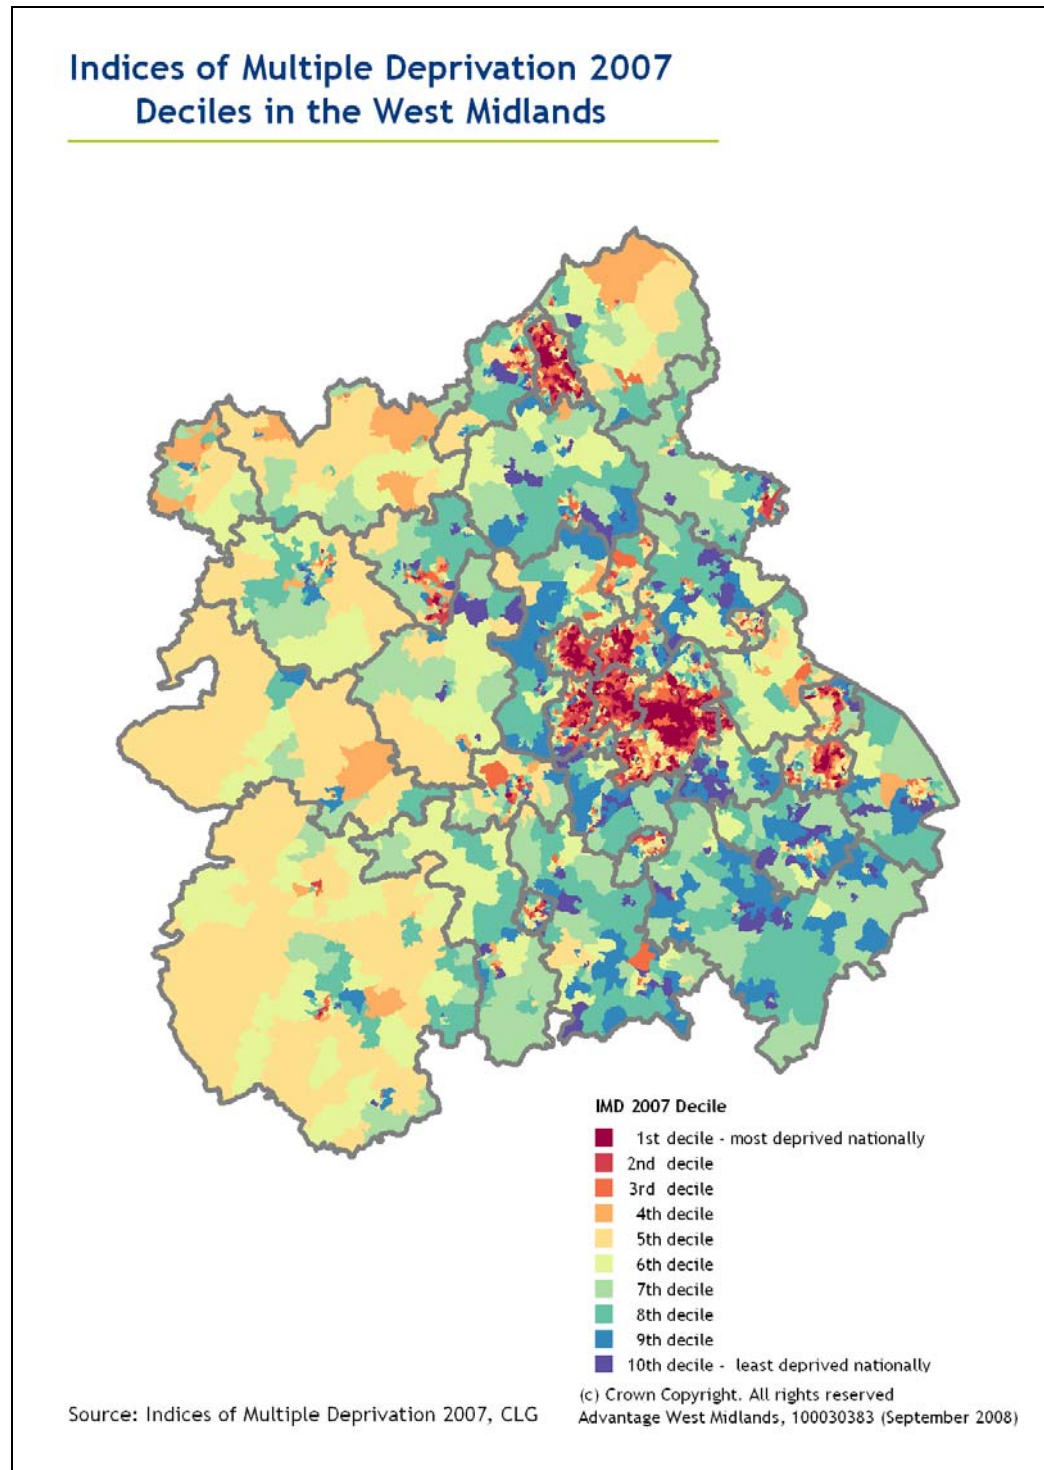 Indices of Multiple Deprivation 2007
Deciles in the West Midlands
IMD 2007 Decile
1st decile - most deprived nationally
2nd decile
3rd decile
4th decile
5th decile
6th decile
7th decile
8th decile
9th decile
10th decile - least deprived nationally
(c) Crown Copyright. All rights reserved
Advantage West Midlands, 100030383 (September 2008)
Source: Indices of Multiple Deprivation 2007, CLG